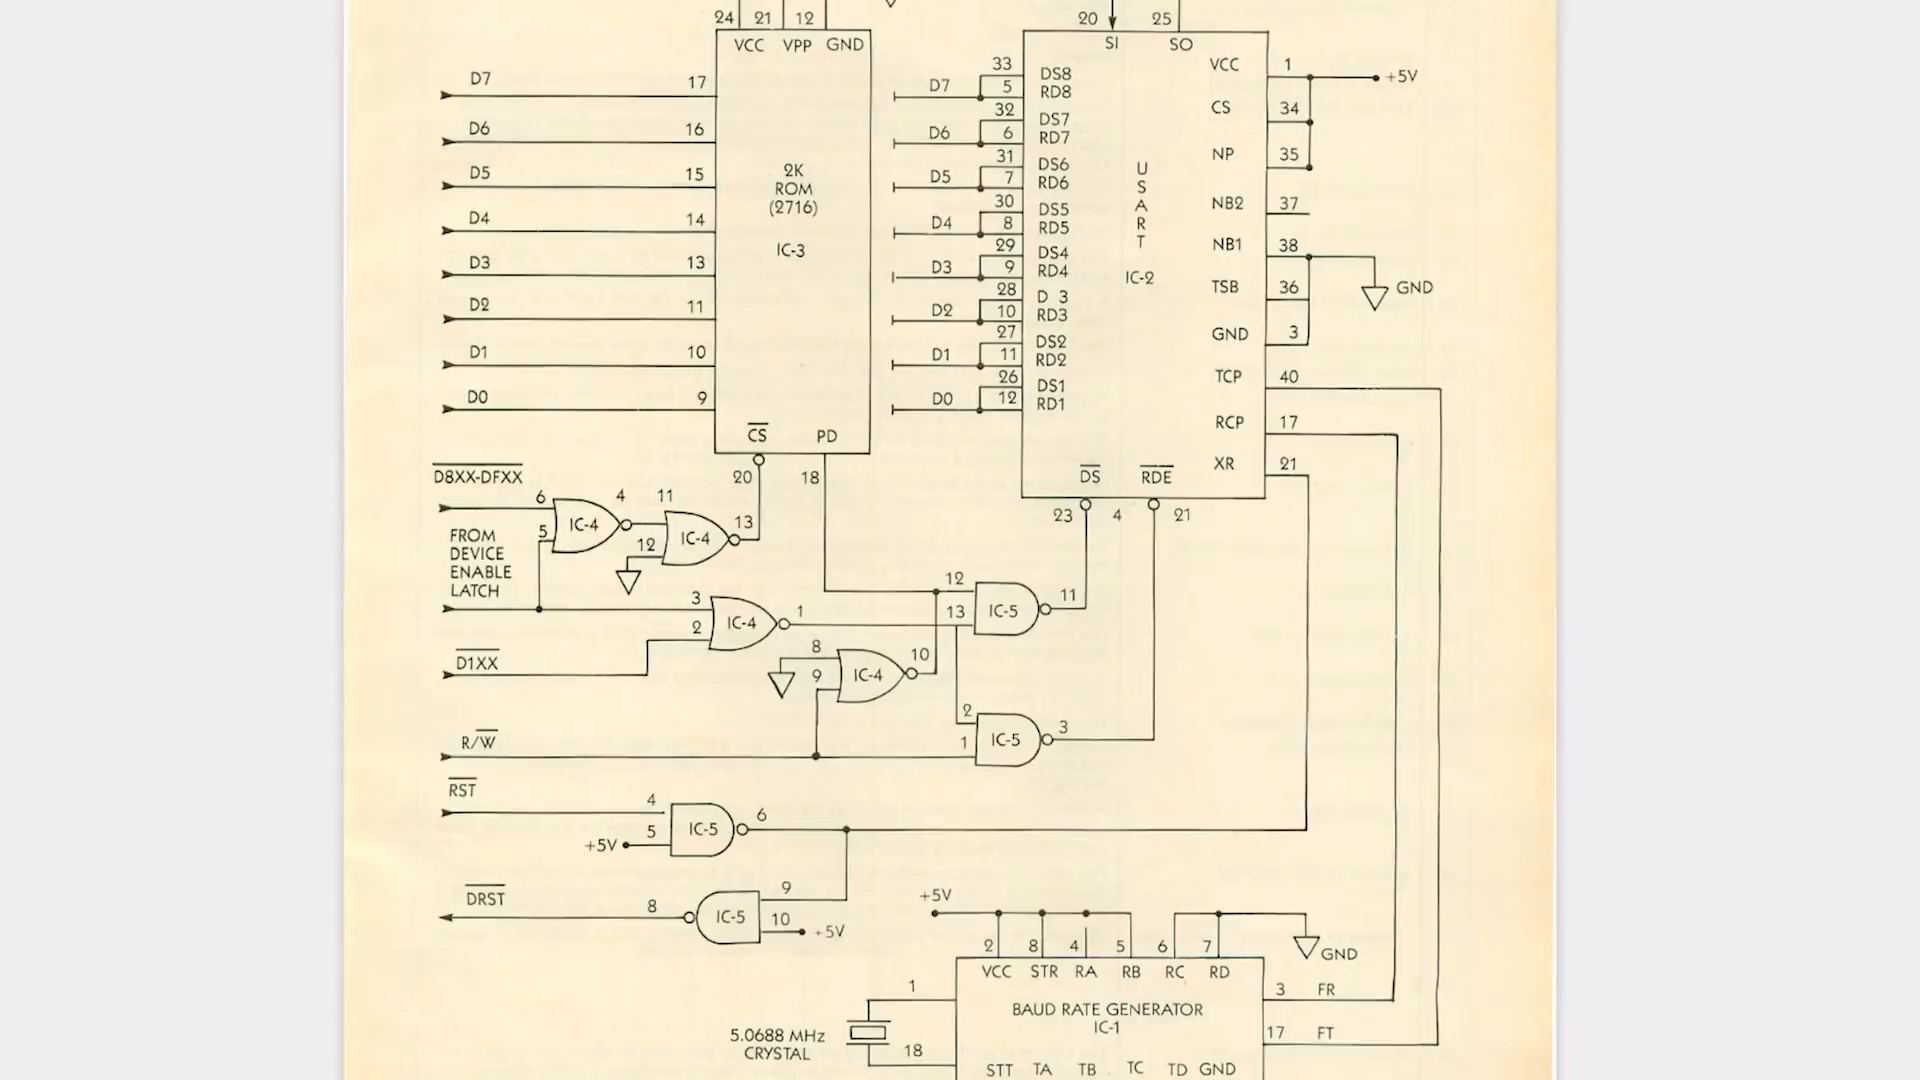 24 21 12
VCC VPP GND
D7 17
D6 16
D5 15
D4 14
D3 13
D2 11
D1 10
D0 9
2K
ROM
(2716)
IC-3
CS PD
20 18
20 25
SI SO
D7 33 DS8
5 RD8
D6 32 DS7
6 RD7
D5 31 DS6
7 RD6
D4 30 DS5
8 RD5
D3 29 DS4
9 RD4
D2 28 D 3
10 RD3
D1 27 DS2
11 RD2
D0 26 DS1
12 RD1
U
S
A
R
T
IC-2
VCC 1 +5V
CS 34
NP 35
NB2 37
NB1 38
TSB 36 GND
GND 3
TCP 40
RCP 17
XR 21
DS RDE
23 4 21
D8XX-DFXX
6 4 11
5 IC-4 IC-4 13
12
FROM
DEVICE
ENABLE
LATCH
3 IC-4 1
2
D1XX
12 IC-5 11
13
8 IC-4 10
9
2 IC-5 3
1
R/W
RST
4 IC-5 6
+5V 5
DRST
8 IC-5 9
10 +5V
+5V
2 8 4 5 6 7 GND
VCC STR RA RB RC RD
1 BAUD RATE GENERATOR 3 FR
IC-1
5.0688 MHz
CRYSTAL
18 17 FT
STT TA TB TC TD GND